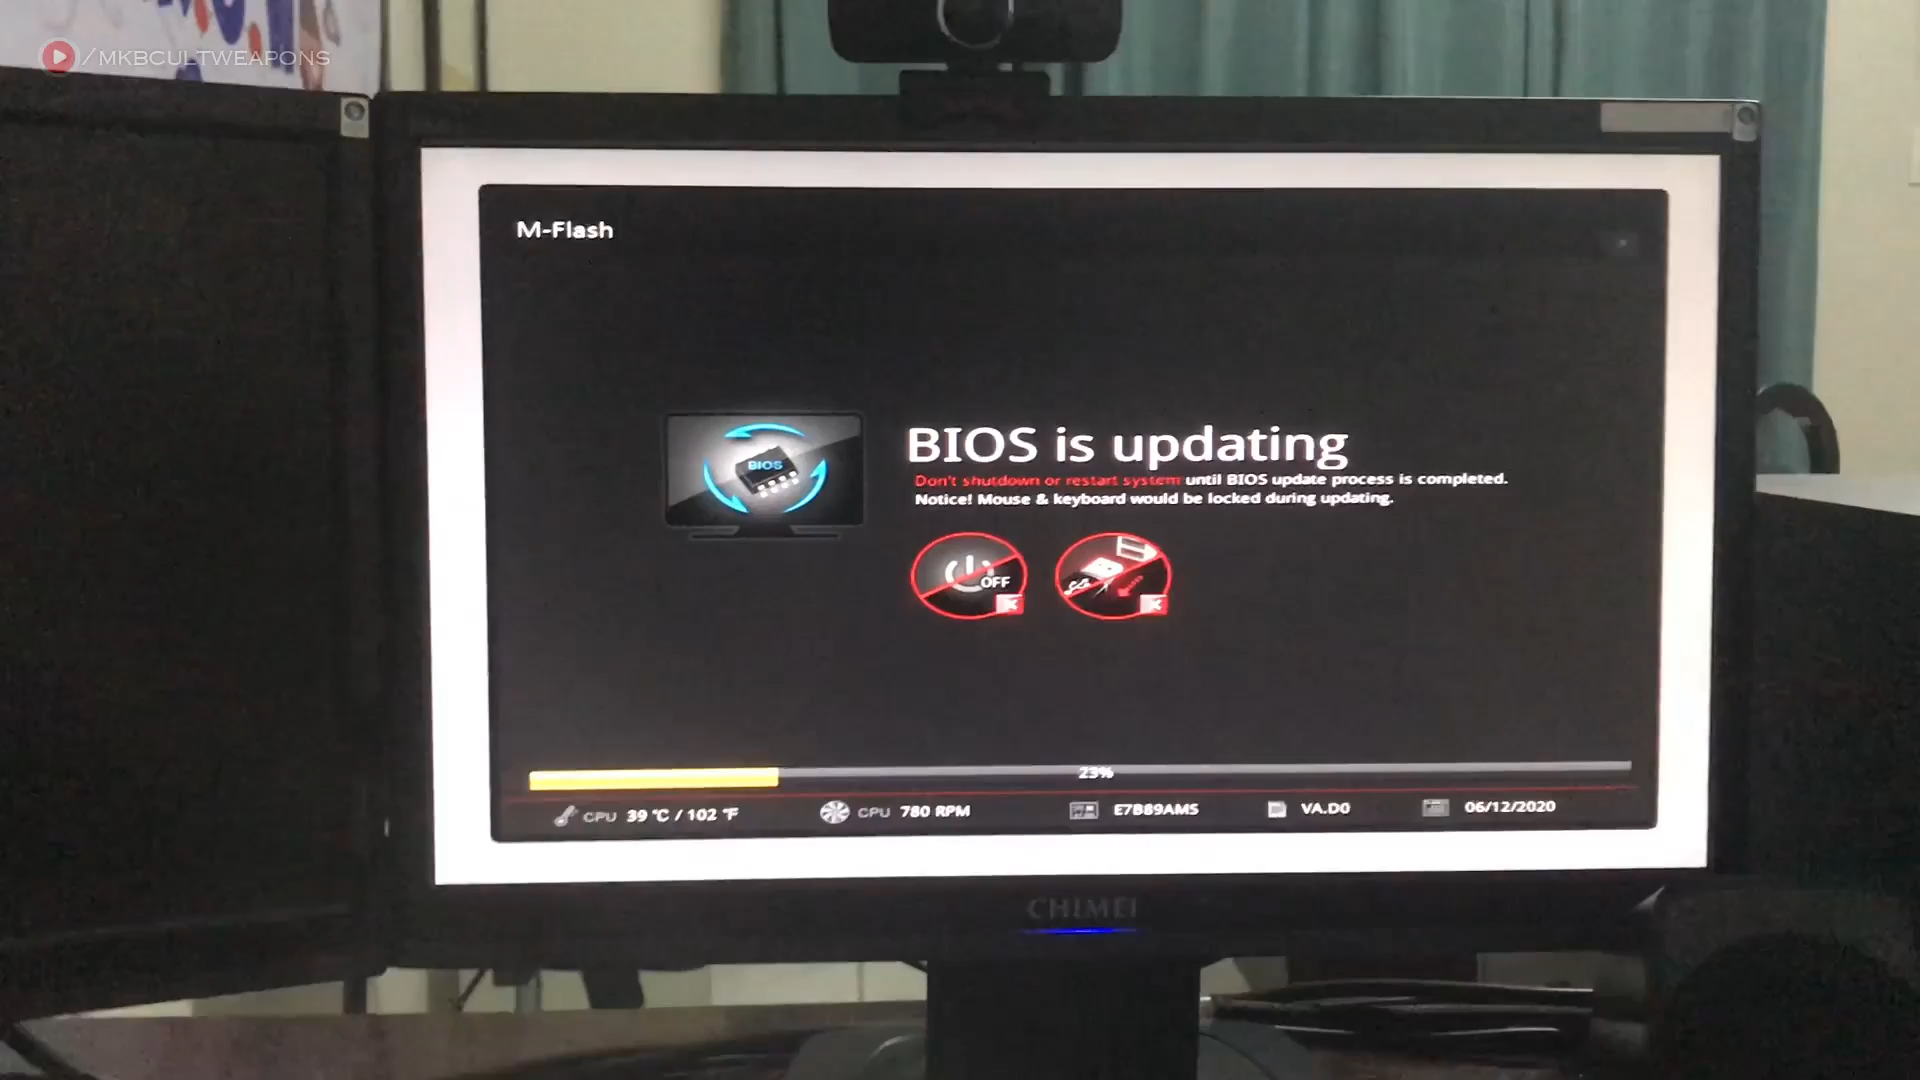 /MKBCULTWEAPONS
M-Flash
BIOS
BIOS is updating
Don't shutdown or restart system until BIOS update process is completed.
Notice! Mouse & keyboard would be locked during updating.
OFF
23%
CPU 39 °C / 102 °F
CPU 780 RPM
E7B89AMS
VA.D0
06/12/2020
CHIMEI